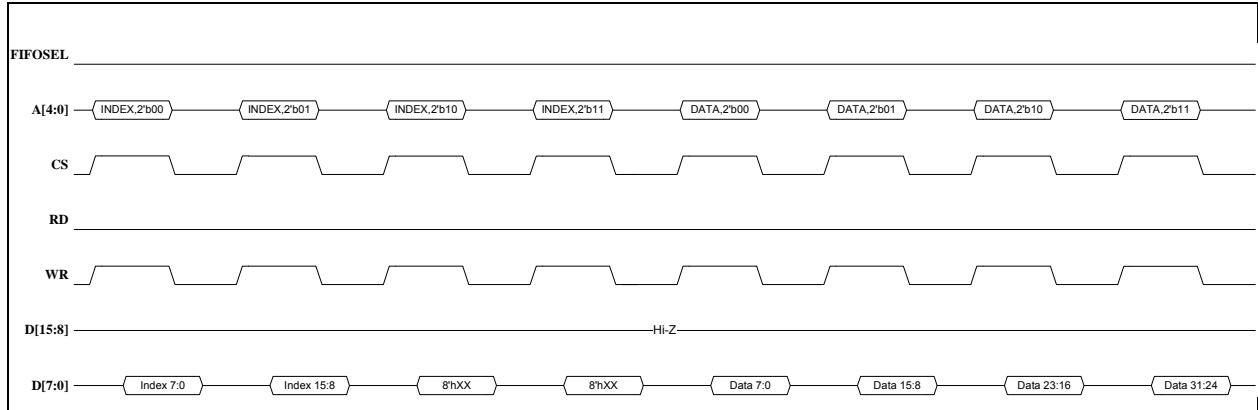 FIFOSEL
A[4:0] INDEX,2'b00 INDEX,2'b01 INDEX,2'b10 INDEX,2'b11 DATA,2'b00 DATA,2'b01 DATA,2'b10 DATA,2'b11
CS
RD
WR
D[15:8] Hi-Z
D[7:0] Index 7:0 Index 15:8 8'hXX 8'hXX Data 7:0 Data 15:8 Data 23:16 Data 31:24